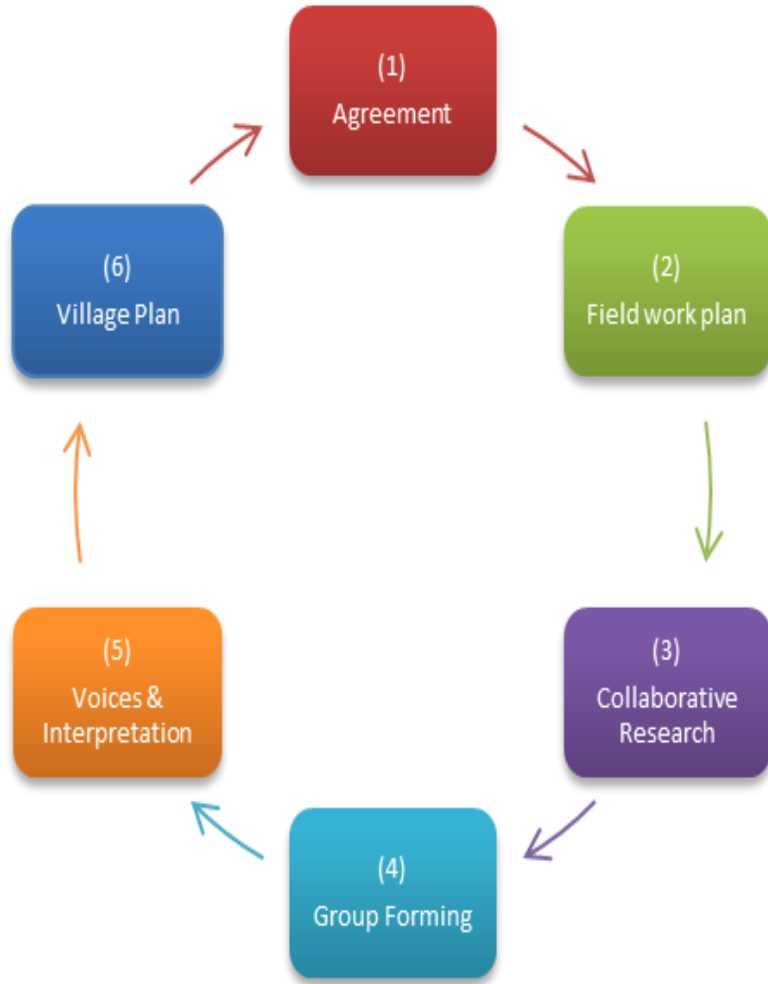 (1)
Agreement
(2)
Field work plan
(3)
Collaborative
Research
(4)
Group Forming
(5)
Voices &
Interpretation
(6)
Village Plan